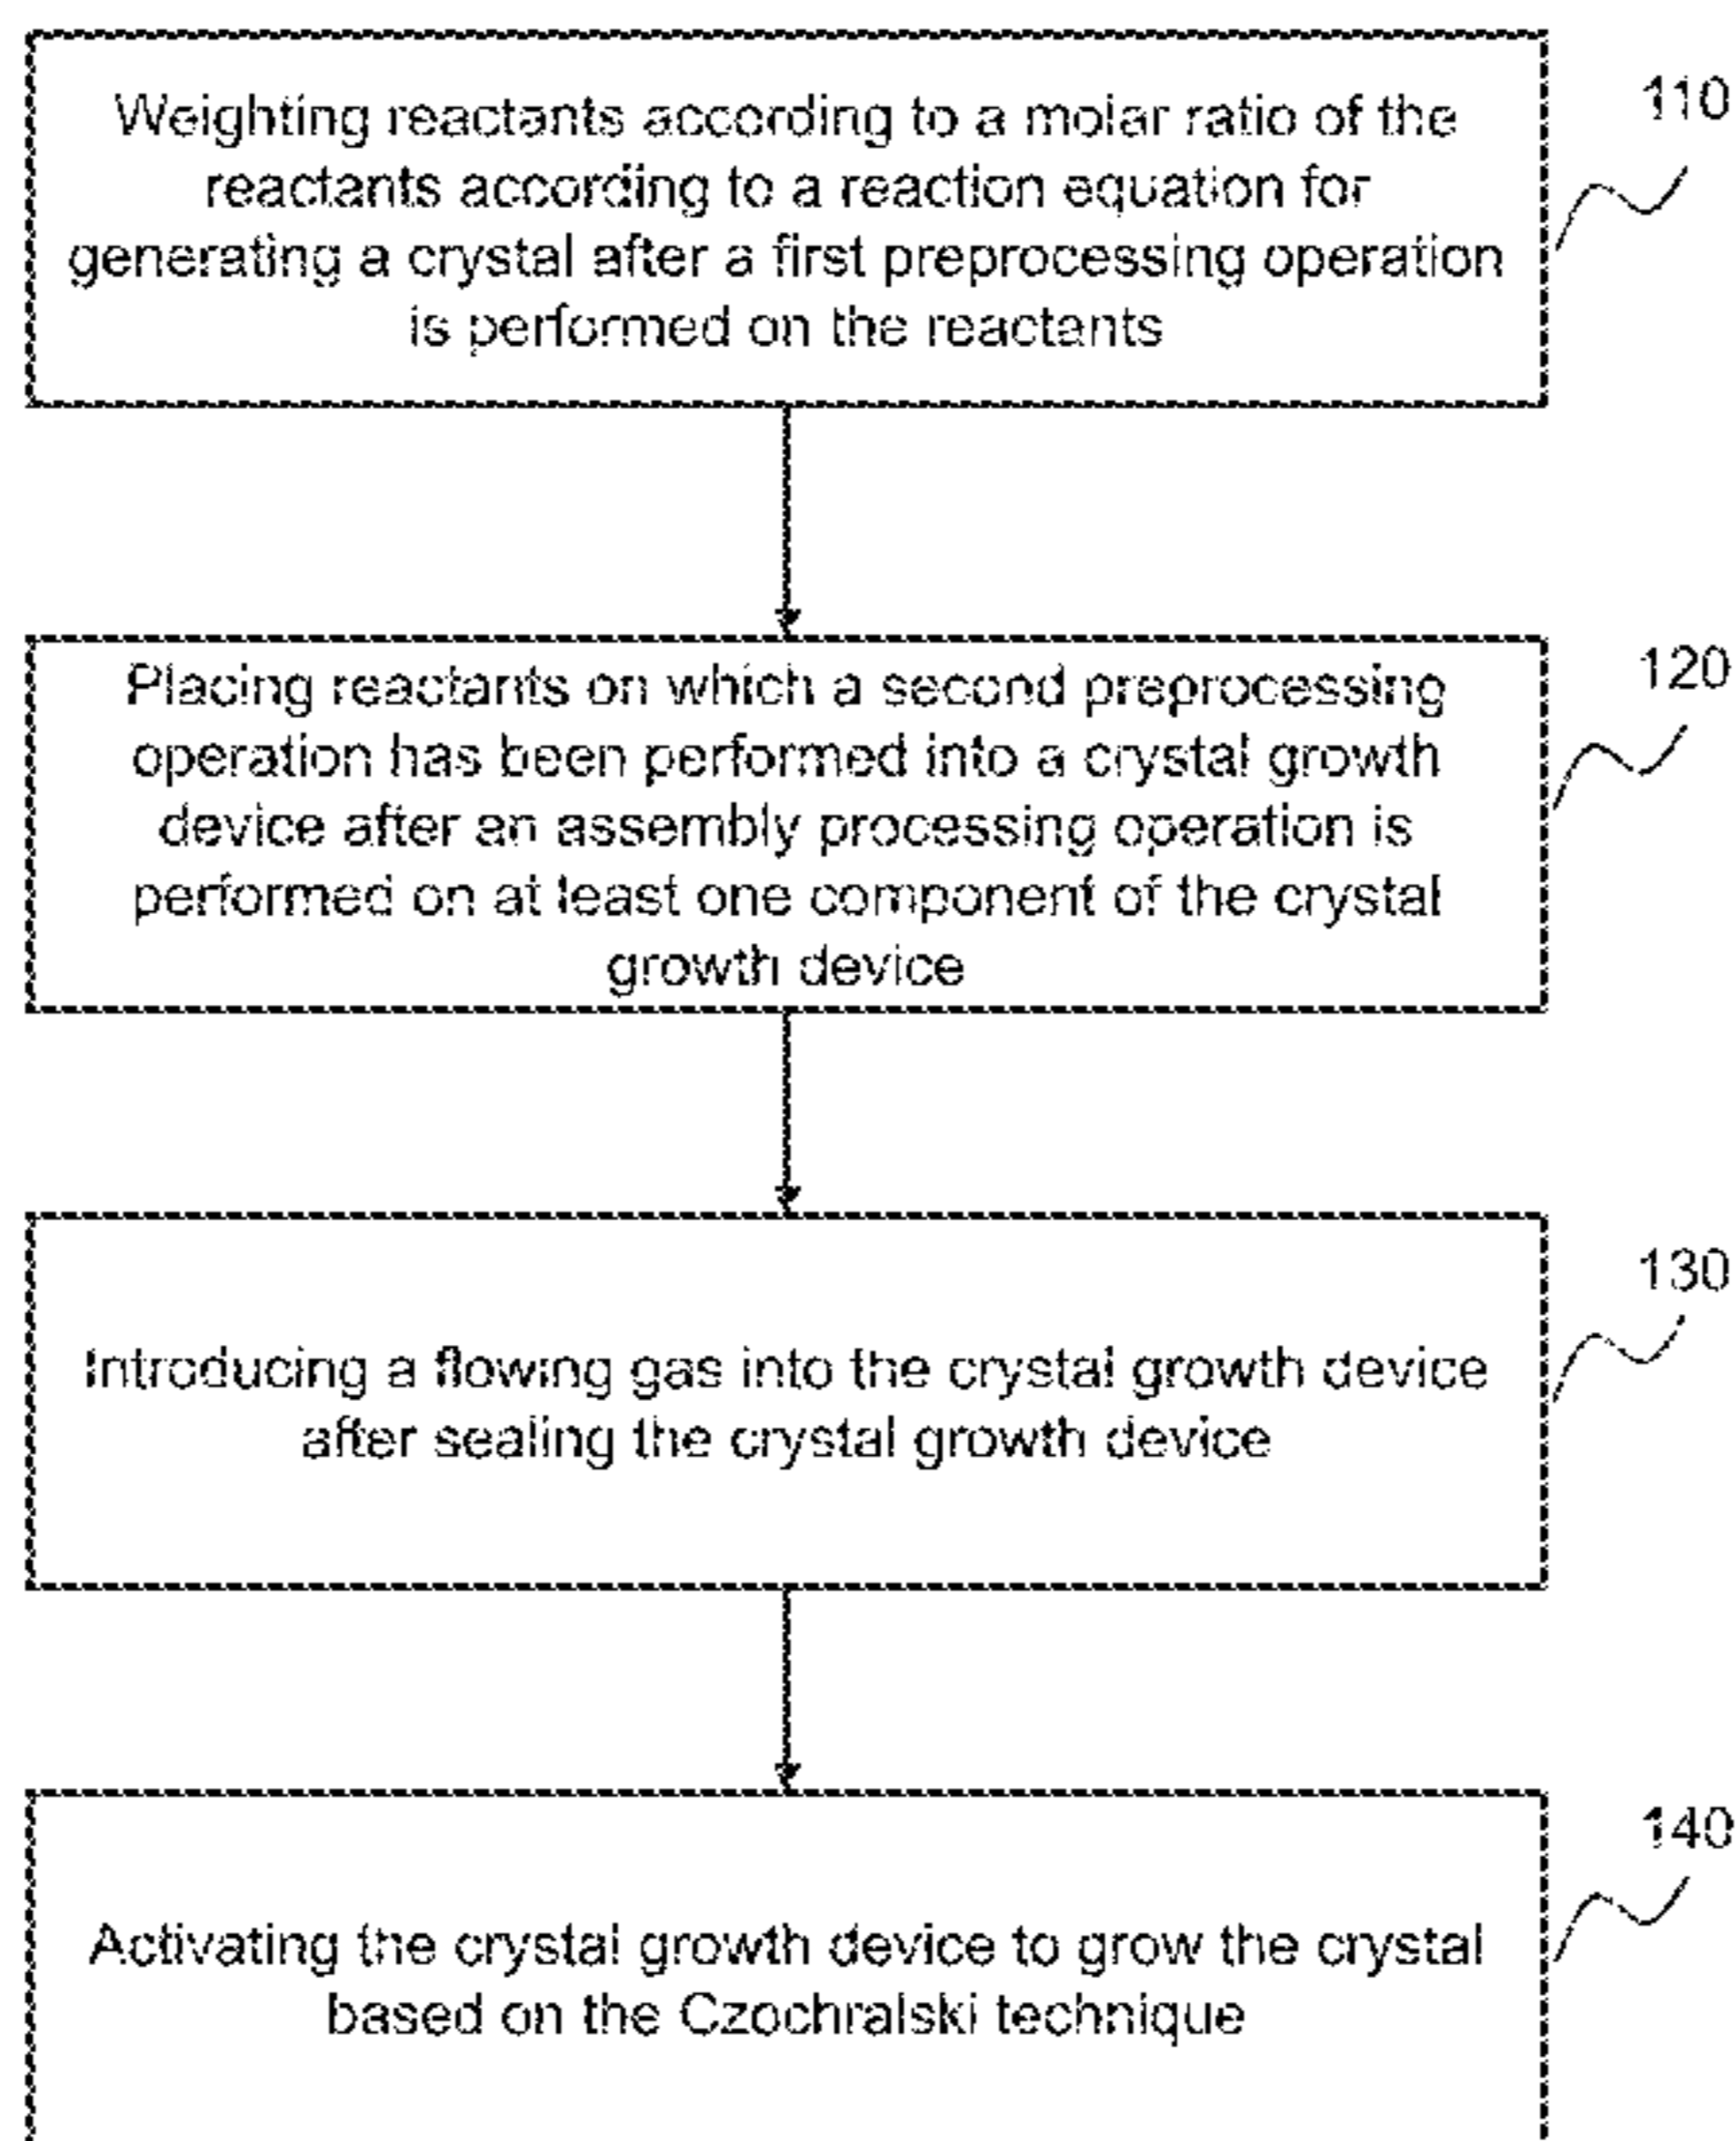 Weighting reactants according to a molar ratio of the
reactants according to a reaction equation for
generating a crystal after a first preprocessing operation
is performed on the reactants
110
Placing reactants on which a second preprocessing
operation has been performed into a crystal growth
device after an assembly processing operation is
performed on at least one component of the crystal
growth device
120
Introducing a flowing gas into the crystal growth device
after sealing the crystal growth device
130
Activating the crystal growth device to grow the crystal
based on the Czochralski technique
140